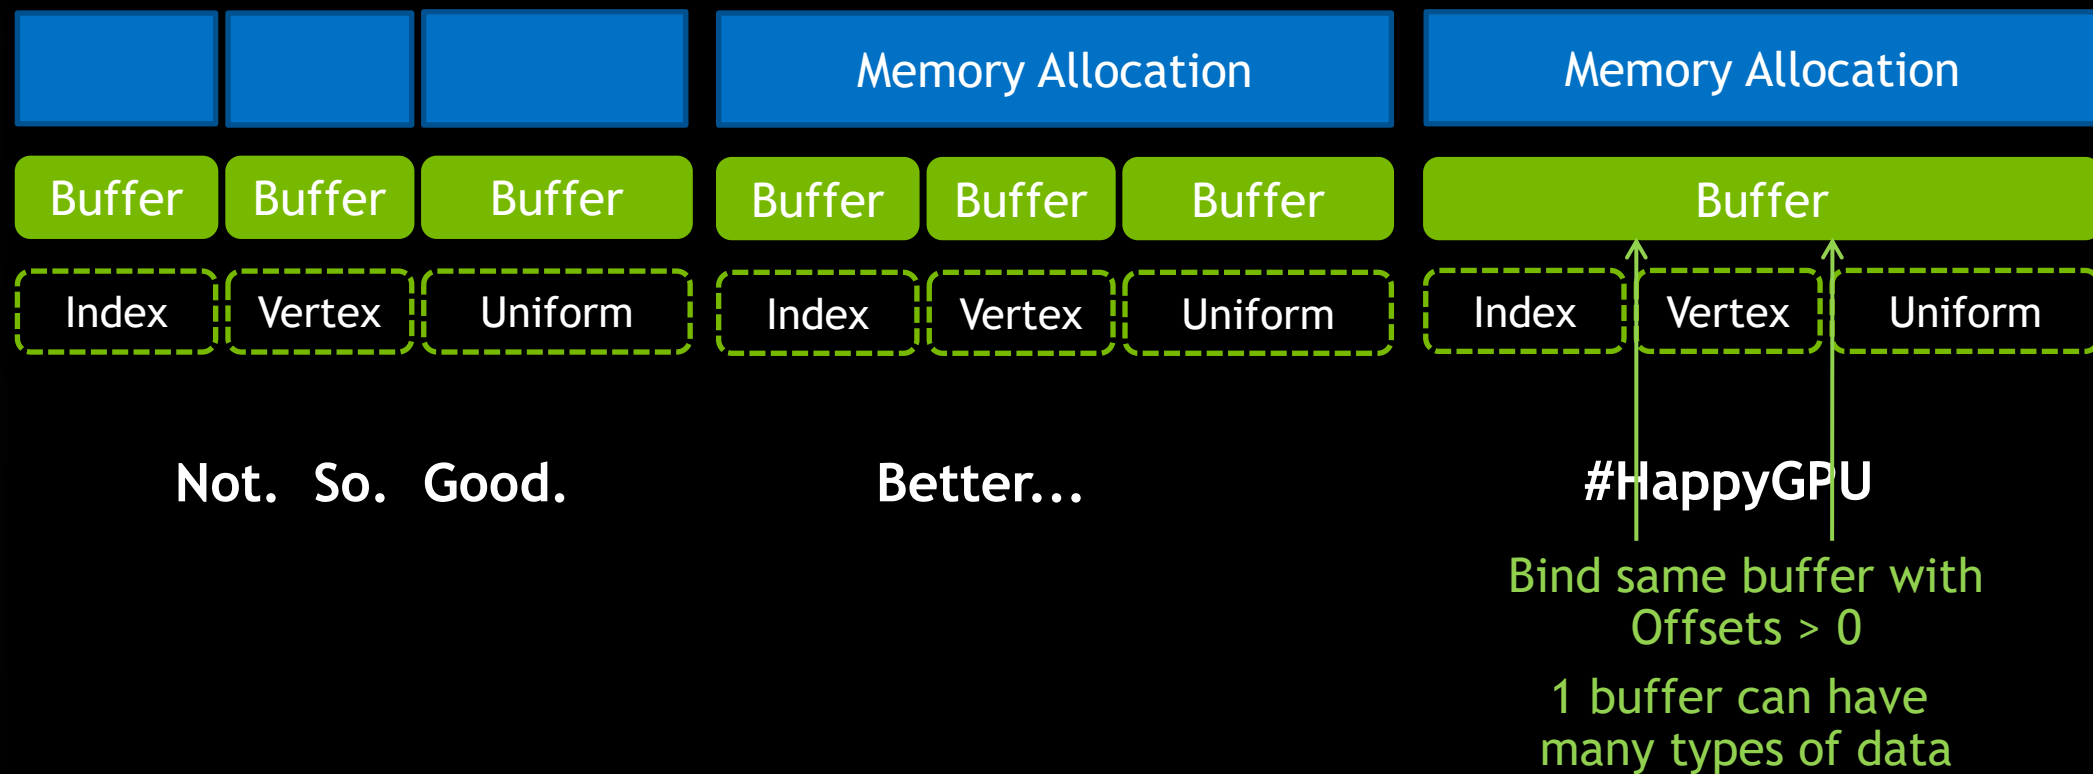 Memory Allocation
Memory Allocation
Buffer
Buffer
Buffer
Buffer
Buffer
Buffer
Buffer
Index
Vertex
Uniform
Index
Vertex
Uniform
Index
Vertex
Uniform
Not. So. Good.
Better...
#HappyGPU
Bind same buffer with
Offsets > 0
1 buffer can have
many types of data